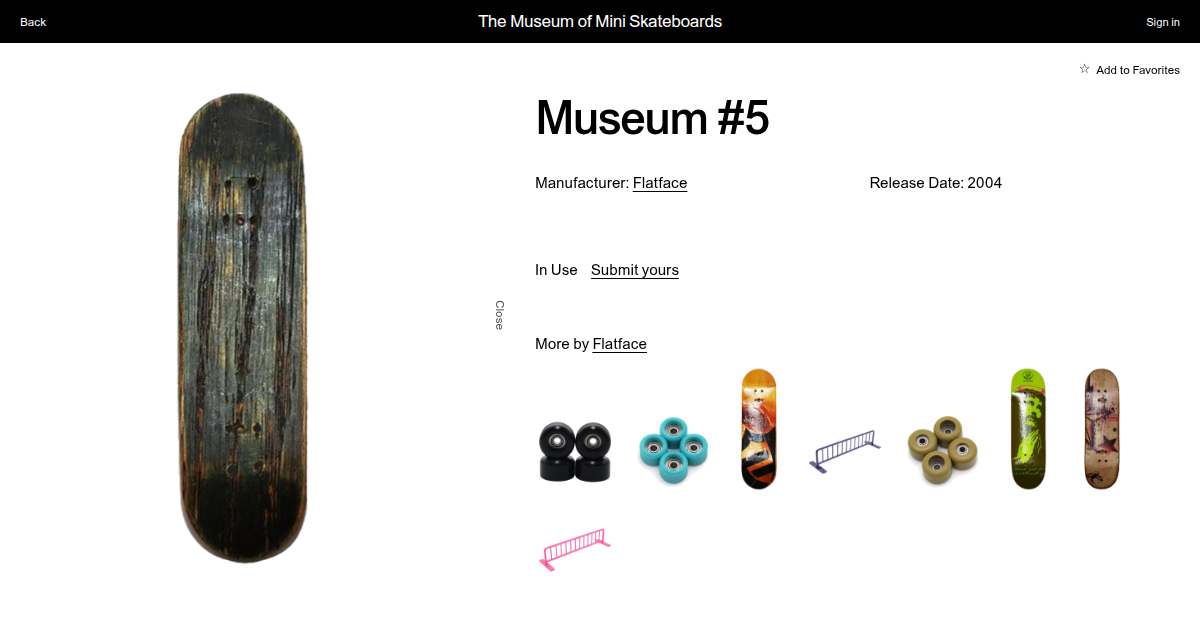 Back
The Museum of Mini Skateboards
Sign in
☆ Add to Favorites
Museum #5
Manufacturer: Flatface
Release Date: 2004
In Use Submit yours
Close
More by Flatface